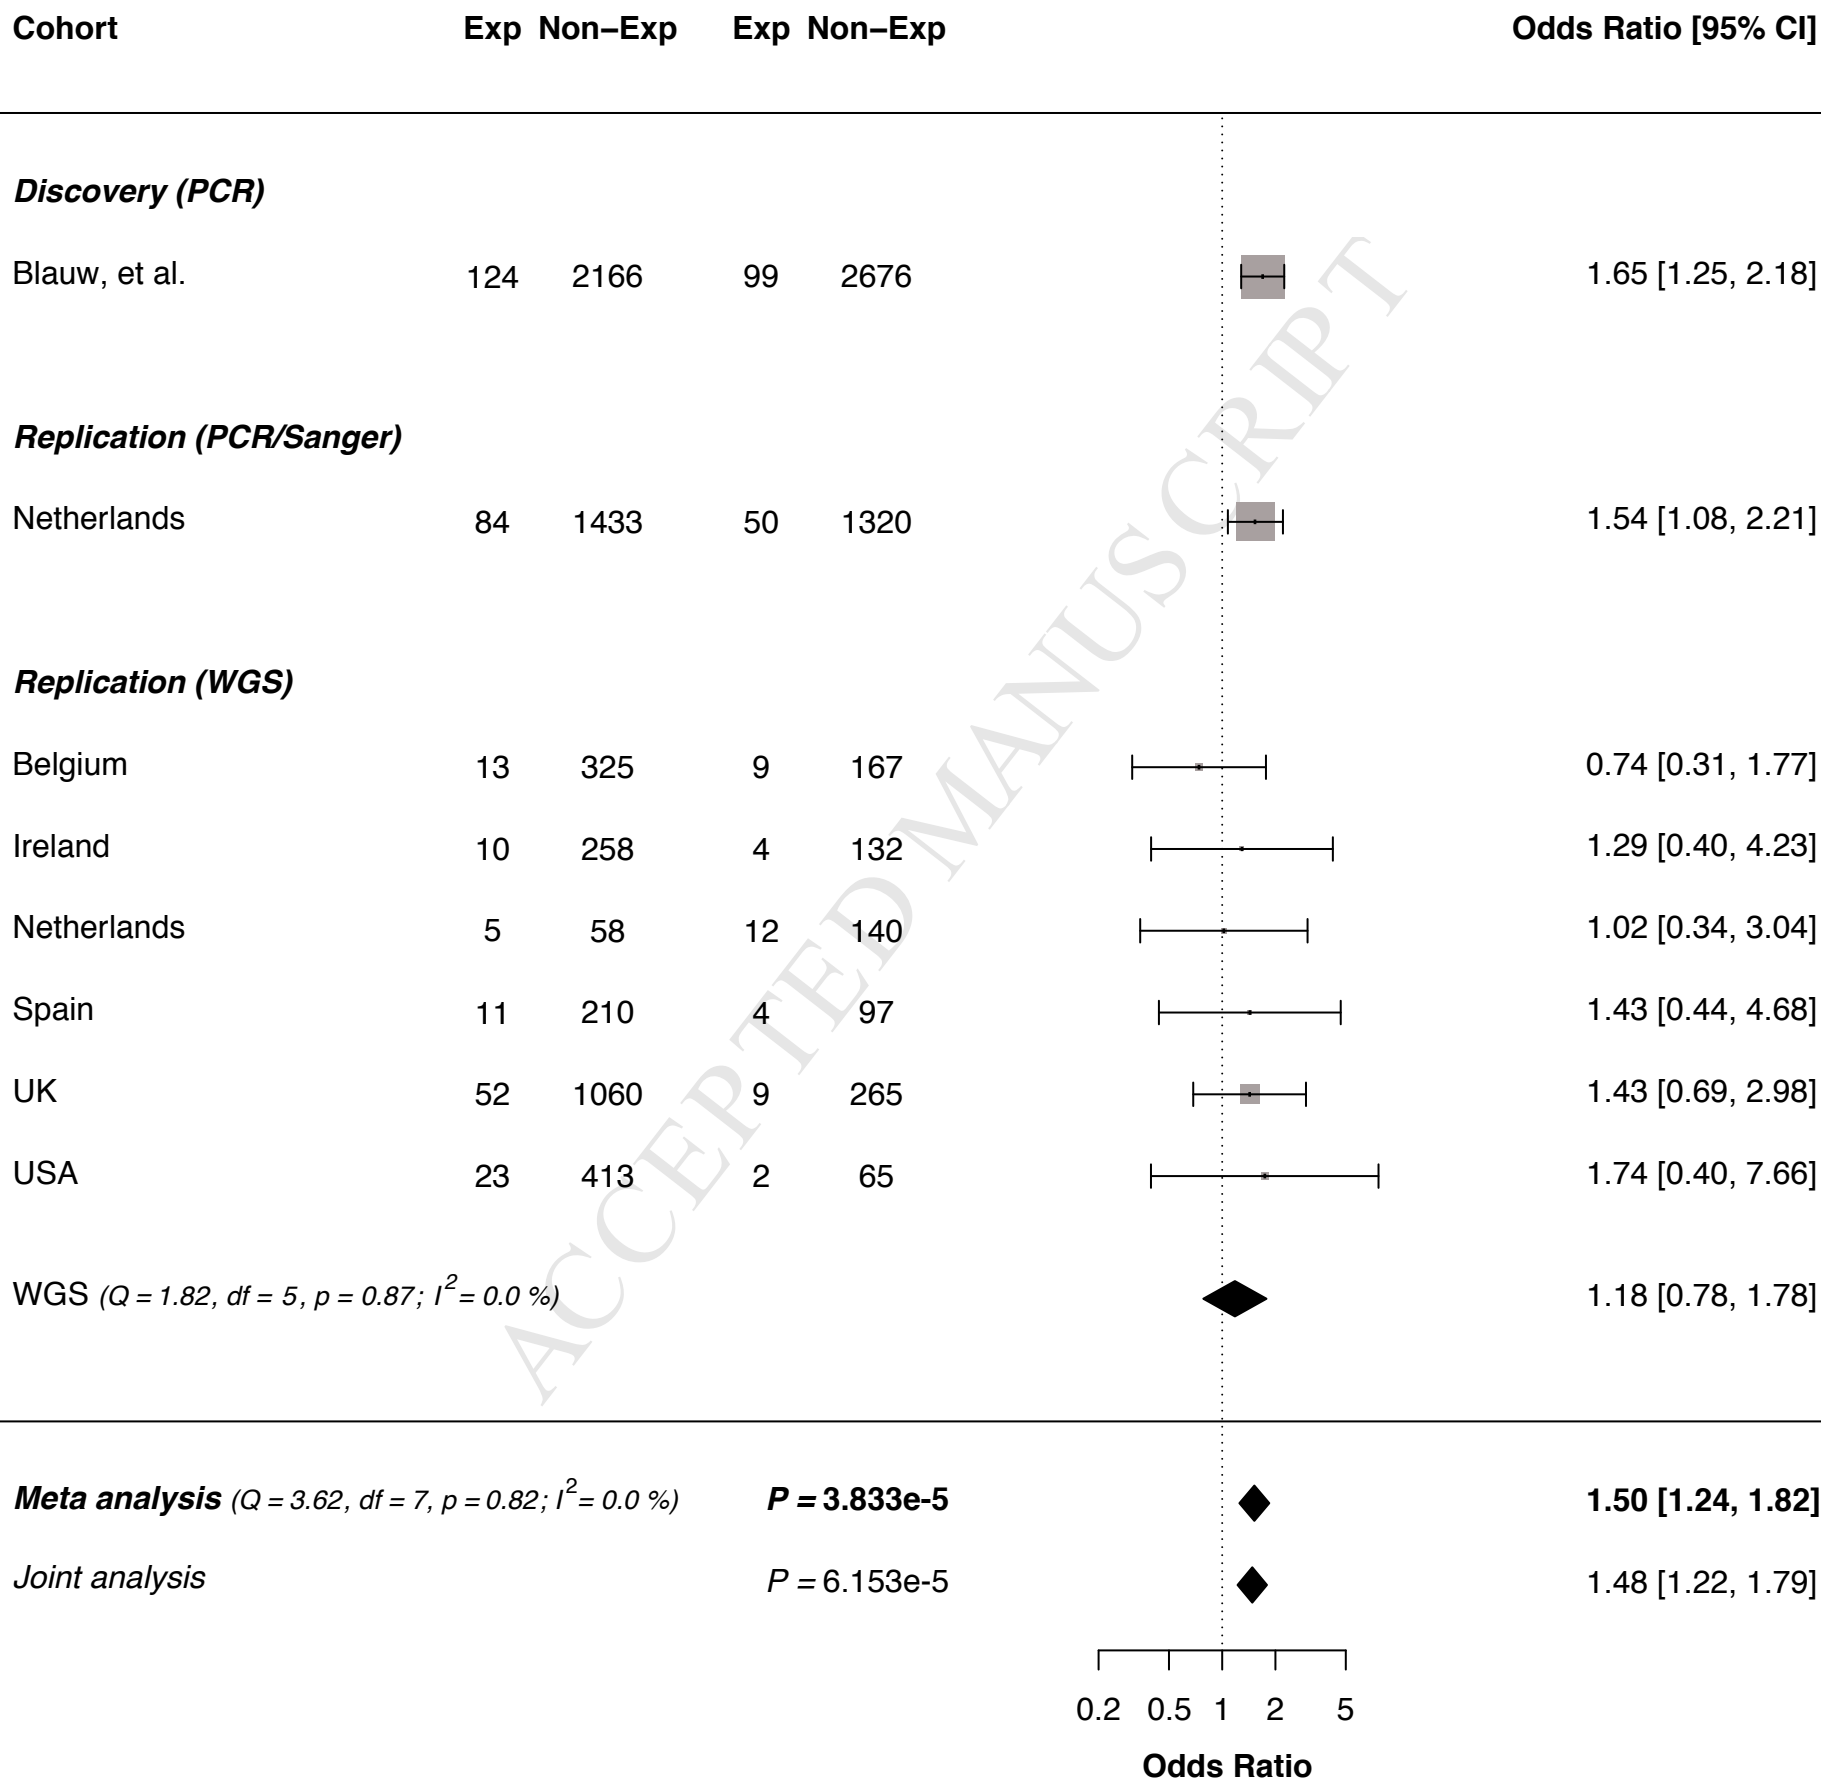 Cohort Exp Non–Exp Exp Non–Exp Odds Ratio [95% CI]
Discovery (PCR)
Blauw, et al. 124 2166 99 2676 1.65 [1.25, 2.18]
Replication (PCR/Sanger)
Netherlands 84 1433 50 1320 1.54 [1.08, 2.21]
Replication (WGS)
Belgium 13 325 9 167 0.74 [0.31, 1.77]
Ireland 10 258 4 132 1.29 [0.40, 4.23]
Netherlands 5 58 12 140 1.02 [0.34, 3.04]
Spain 11 210 4 97 1.43 [0.44, 4.68]
UK 52 1060 9 265 1.43 [0.69, 2.98]
USA 23 413 2 65 1.74 [0.40, 7.66]
WGS (Q = 1.82, df = 5, p = 0.87; I² = 0.0 %) 1.18 [0.78, 1.78]
Meta analysis (Q = 3.62, df = 7, p = 0.82; I² = 0.0 %) P = 3.833e-5 1.50 [1.24, 1.82]
Joint analysis P = 6.153e-5 1.48 [1.22, 1.79]
0.2 0.5 1 2 5
Odds Ratio
ACCEPTED MANUSCRIPT